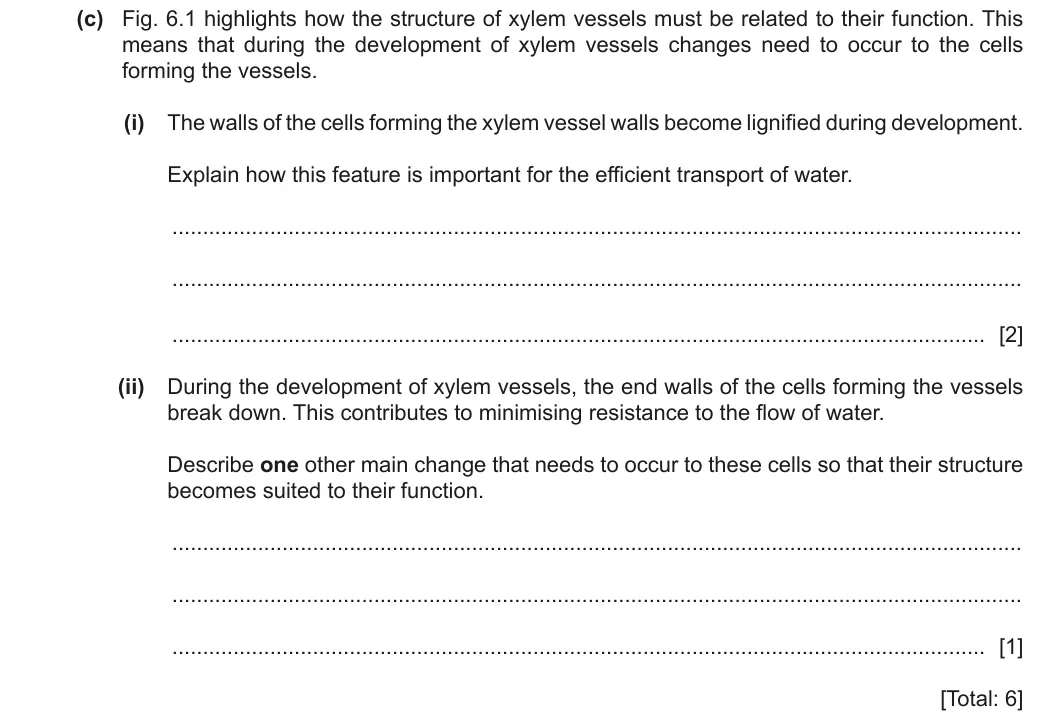 (c) Fig. 6.1 highlights how the structure of xylem vessels must be related to their function. This
means that during the development of xylem vessels changes need to occur to the cells
forming the vessels.
(i) The walls of the cells forming the xylem vessel walls become lignified during development.
Explain how this feature is important for the efficient transport of water.
...................................................................................................................................
...................................................................................................................................
............................................................................................................................. [2]
(ii) During the development of xylem vessels, the end walls of the cells forming the vessels
break down. This contributes to minimising resistance to the flow of water.
Describe one other main change that needs to occur to these cells so that their structure
becomes suited to their function.
...................................................................................................................................
...................................................................................................................................
............................................................................................................................. [1]
[Total: 6]